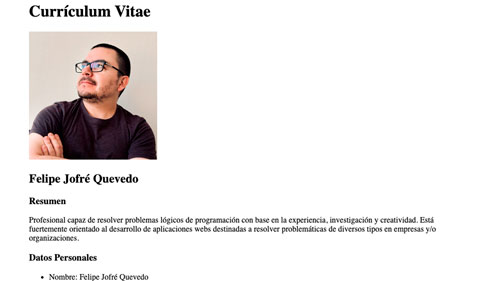 Currículum Vitae
Felipe Jofré Quevedo
Resumen
Profesional capaz de resolver problemas lógicos de programación con base en la experiencia, investigación y creatividad. Está
fuertemente orientado al desarrollo de aplicaciones webs destinadas a resolver problemáticas de diversos tipos en empresas y/o
organizaciones.
Datos Personales
• Nombre: Felipe Jofré Quevedo